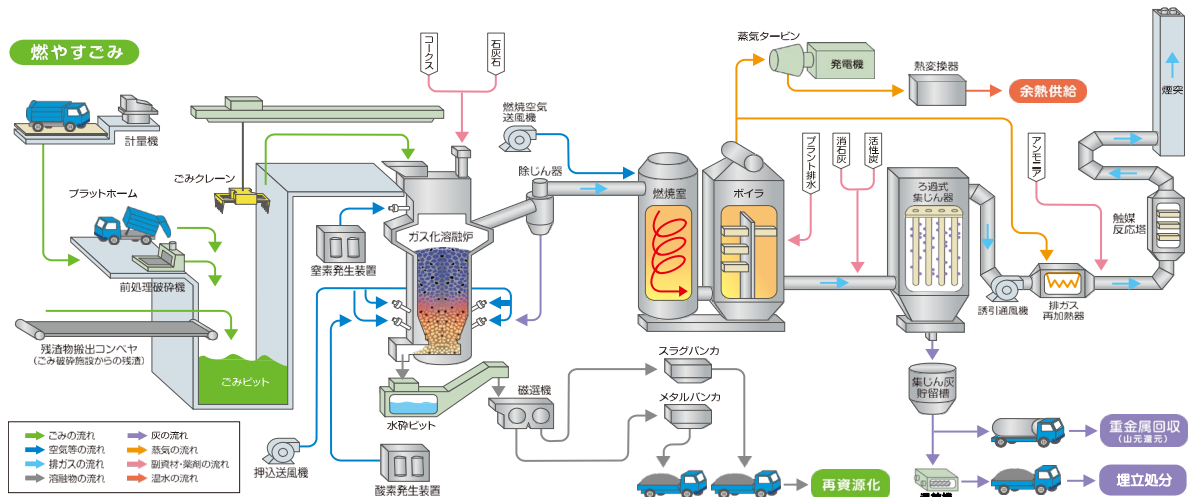 燃やすごみ
計量機
プラットホーム
前処理破砕機
残渣物搬出コンベヤ
(ごみ破砕施設からの残渣)
ごみピット
ごみクレーン
コークス
石灰石
窒素発生装置
ガス化溶融炉
除じん器
燃焼空気
送風機
燃焼室
ボイラ
蒸気タービン
発電機
熱交換器
余熱供給
プラント排水
消石灰
活性炭
ろ過式
集じん器
アンモニア
煙突
触媒
反応塔
誘引通風機
排ガス
再加熱器
水砕ピット
磁選機
スラグバンカ
メタルバンカ
集じん灰
貯留槽
押込送風機
酸素発生装置
再資源化
重金属回収
(山元還元)
埋立処分
ごみの流れ
空気等の流れ
排ガスの流れ
溶融物の流れ
灰の流れ
蒸気の流れ
副資材・薬剤の流れ
温水の流れ